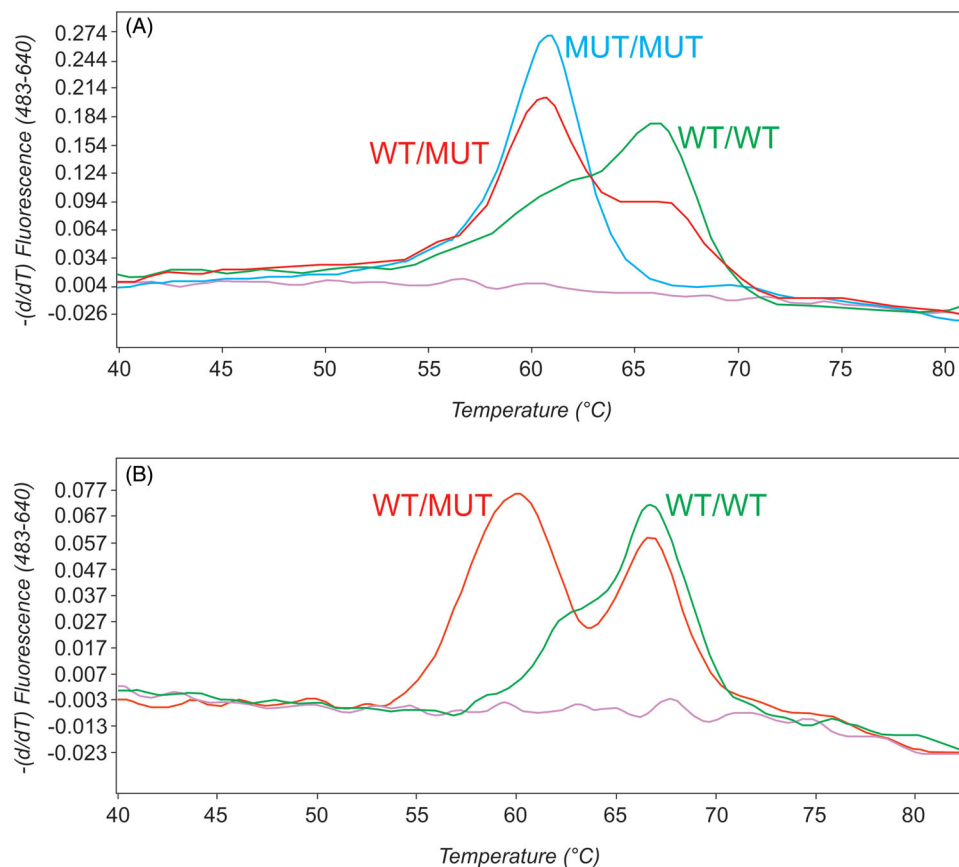 (A)
-(d/dT) Fluorescence (483-640)
0.274
0.244
0.214
0.184
0.154
0.124
0.094
0.064
0.034
0.004
-0.026
MUT/MUT
WT/MUT
WT/WT
40 45 50 55 60 65 70 75 80
Temperature (°C)
(B)
-(d/dT) Fluorescence (483-640)
0.077
0.067
0.057
0.047
0.037
0.027
0.017
0.007
-0.003
-0.013
-0.023
WT/MUT
WT/WT
40 45 50 55 60 65 70 75 80
Temperature (°C)